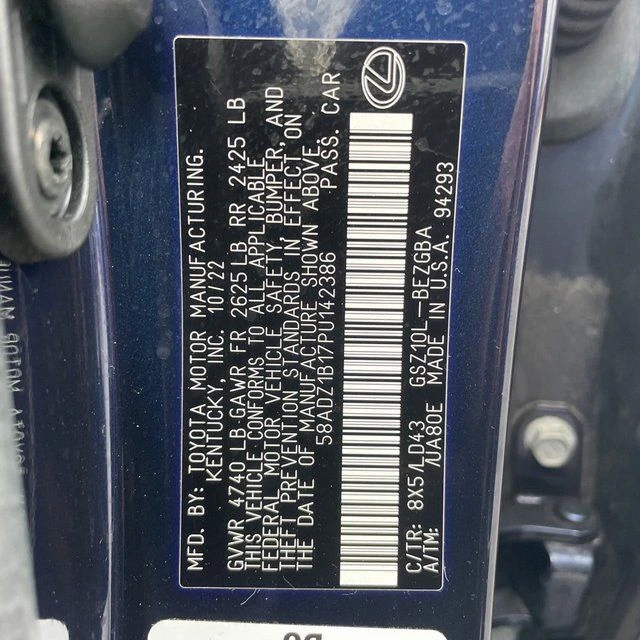 MFD. BY: TOYOTA MOTOR MANUFACTURING.
KENTUCKY, INC. 10/22
GVWR 4740 LB GAWR FR 2625 LB RR 2425 LB
THIS VEHICLE CONFORMS TO ALL APPLICABLE
FEDERAL MOTOR VEHICLE SAFETY, BUMPER, AND
THEFT PREVENTION STANDARDS IN EFFECT ON
THE DATE OF MANUFACTURE SHOWN ABOVE.
58ADZ1B17PU142386 PASS. CAR
C/TR: 8X5/LD43 GSZ10L-BEZGBA
A/TM: /UA80E MADE IN U.S.A. 94293